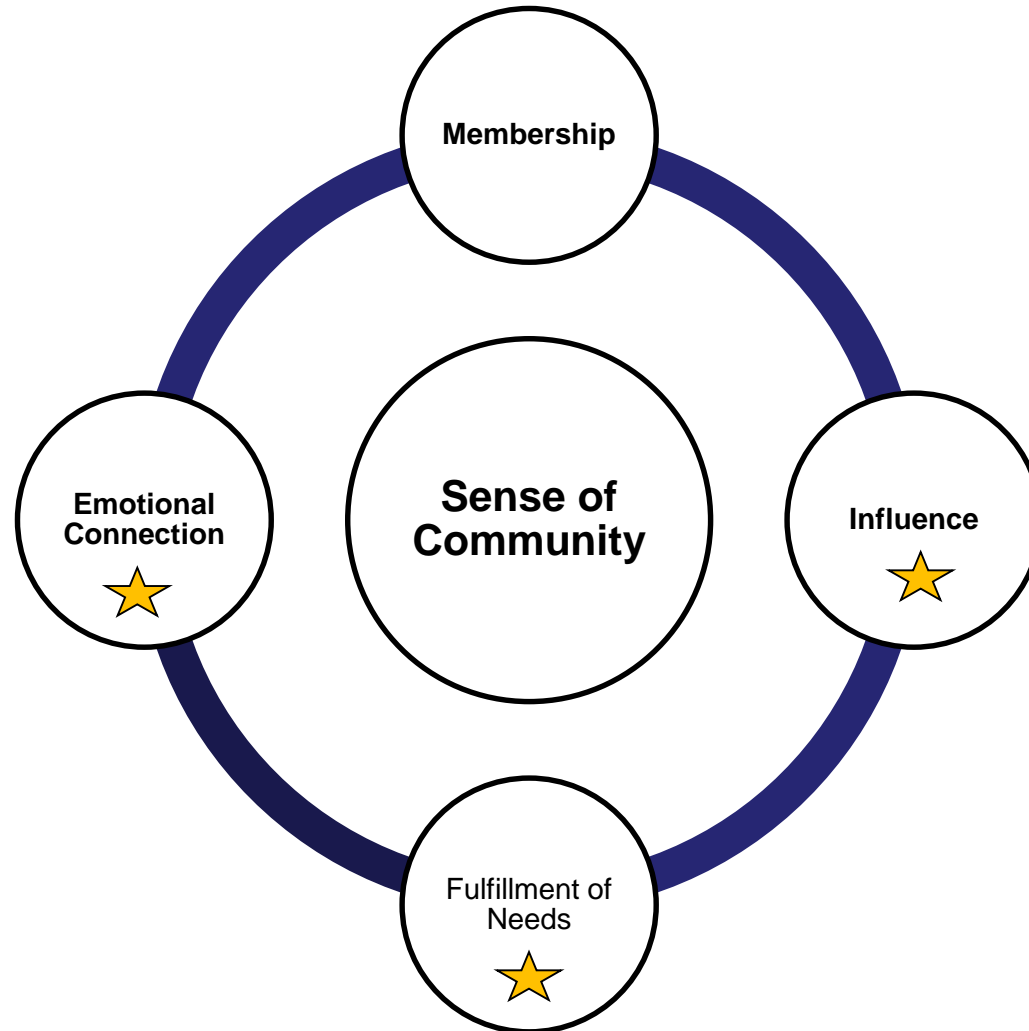 Membership
Emotional
Connection
Sense of
Community
Influence
Fulfillment of
Needs